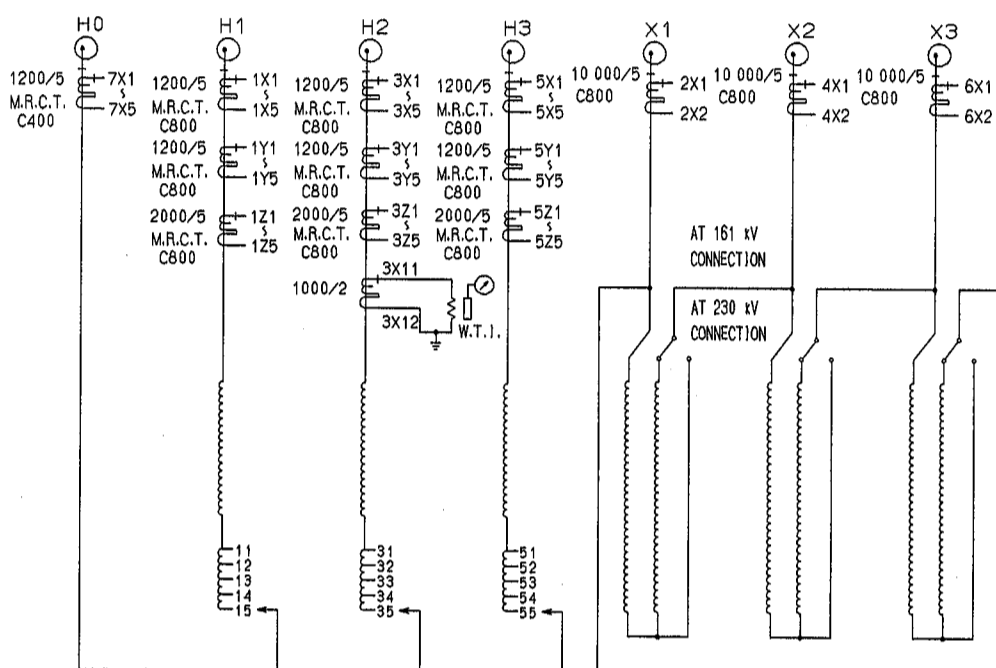 H0 H1 H2 H3 X1 X2 X3
1200/5
M.R.C.T.
C400
7X1
7X5
1200/5
M.R.C.T.
C800
1X1
1X5
1200/5
M.R.C.T.
C800
1Y1
1Y5
2000/5
M.R.C.T.
C800
1Z1
1Z5
1200/5
M.R.C.T.
C800
3X1
3X5
1200/5
M.R.C.T.
C800
3Y1
3Y5
2000/5
M.R.C.T.
C800
3Z1
3Z5
1000/2
3X11
3X12
W.T.I.
1200/5
M.R.C.T.
C800
5X1
5X5
1200/5
M.R.C.T.
C800
5Y1
5Y5
2000/5
M.R.C.T.
C800
5Z1
5Z5
10 000/5
C800
2X1
2X2
10 000/5
C800
4X1
4X2
10 000/5
C800
6X1
6X2
AT 161 kV
CONNECTION
AT 230 kV
CONNECTION
11
12
13
14
15
31
32
33
34
35
51
52
53
54
55